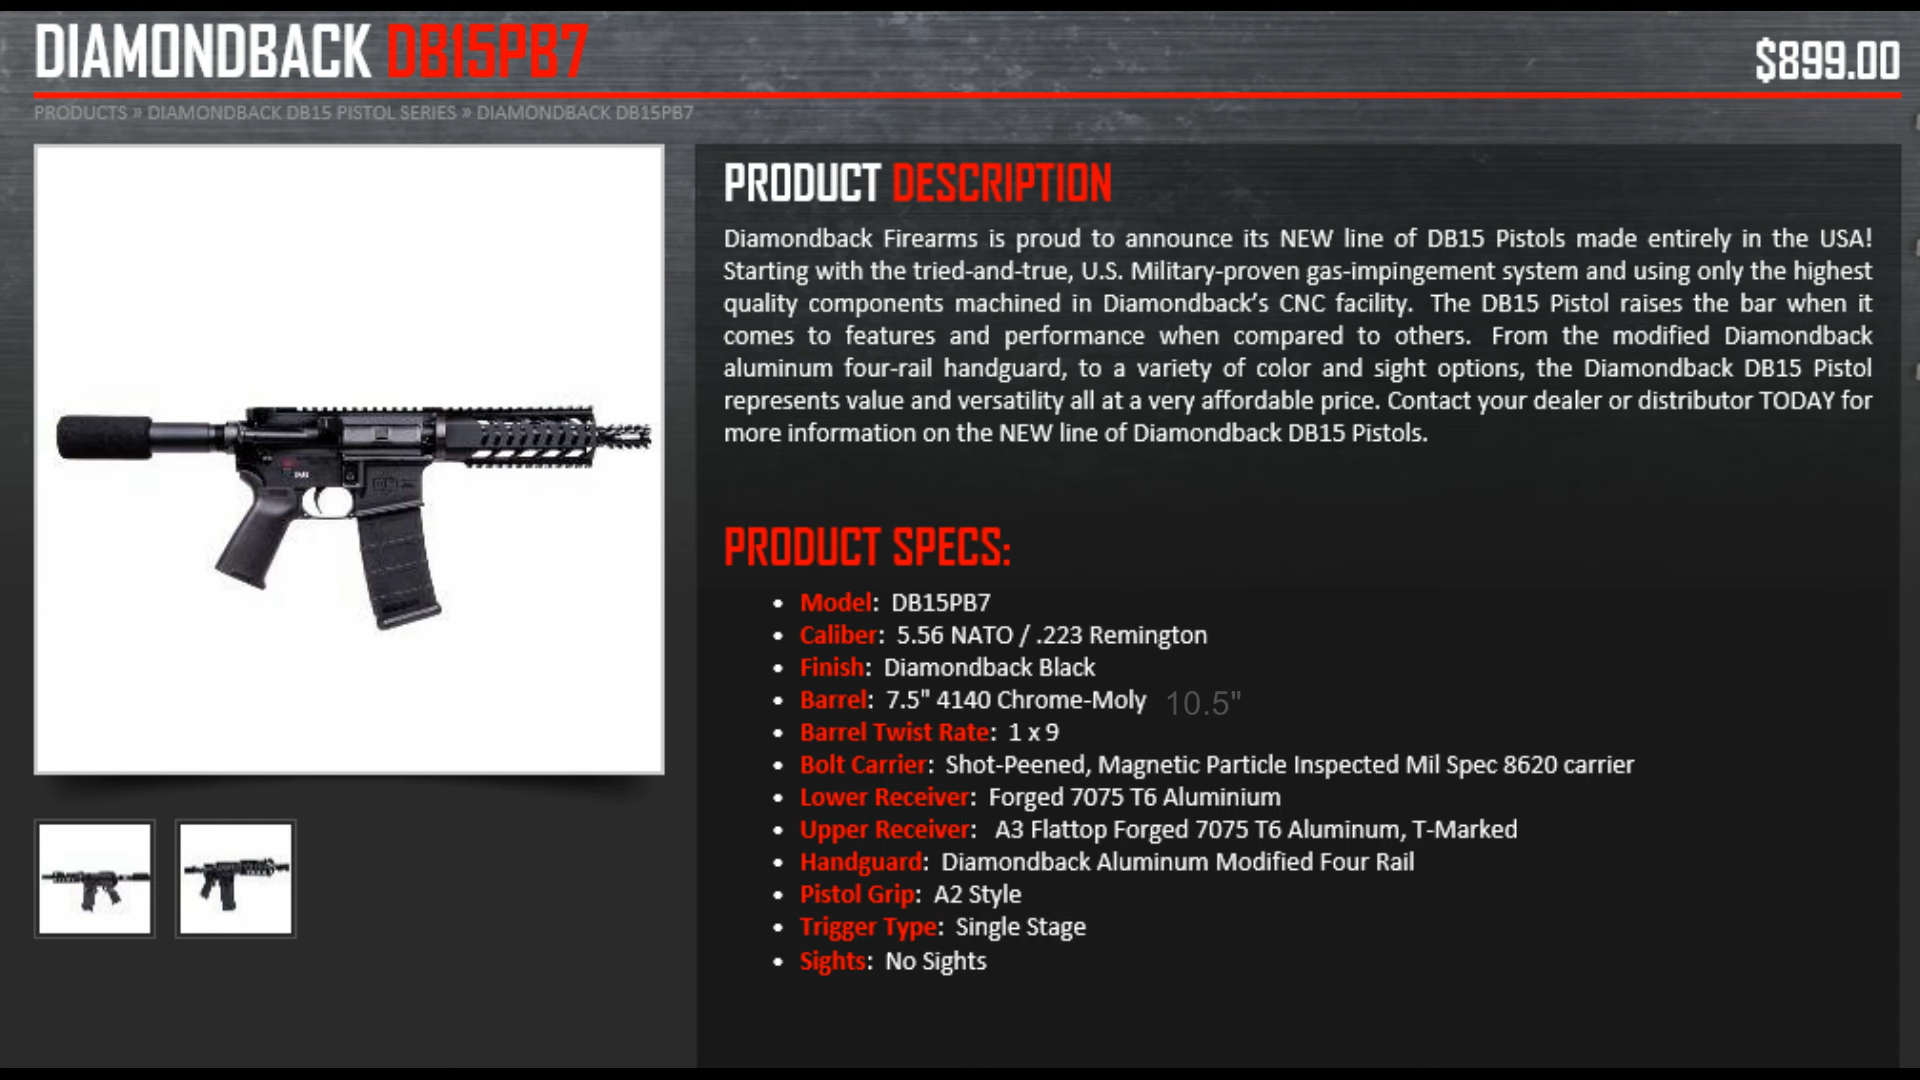 DIAMONDBACK DB15PB7
$899.00
PRODUCTS » DIAMONDBACK DB15 PISTOL SERIES » DIAMONDBACK DB15PB7
PRODUCT DESCRIPTION
Diamondback Firearms is proud to announce its NEW line of DB15 Pistols made entirely in the USA!
Starting with the tried-and-true, U.S. Military-proven gas-impingement system and using only the highest
quality components machined in Diamondback’s CNC facility. The DB15 Pistol raises the bar when it
comes to features and performance when compared to others. From the modified Diamondback
aluminum four-rail handguard, to a variety of color and sight options, the Diamondback DB15 Pistol
represents value and versatility all at a very affordable price. Contact your dealer or distributor TODAY for
more information on the NEW line of Diamondback DB15 Pistols.
PRODUCT SPECS:
• Model: DB15PB7
• Caliber: 5.56 NATO / .223 Remington
• Finish: Diamondback Black
• Barrel: 7.5" 4140 Chrome-Moly 10.5"
• Barrel Twist Rate: 1 x 9
• Bolt Carrier: Shot-Peened, Magnetic Particle Inspected Mil Spec 8620 carrier
• Lower Receiver: Forged 7075 T6 Aluminium
• Upper Receiver: A3 Flattop Forged 7075 T6 Aluminum, T-Marked
• Handguard: Diamondback Aluminum Modified Four Rail
• Pistol Grip: A2 Style
• Trigger Type: Single Stage
• Sights: No Sights